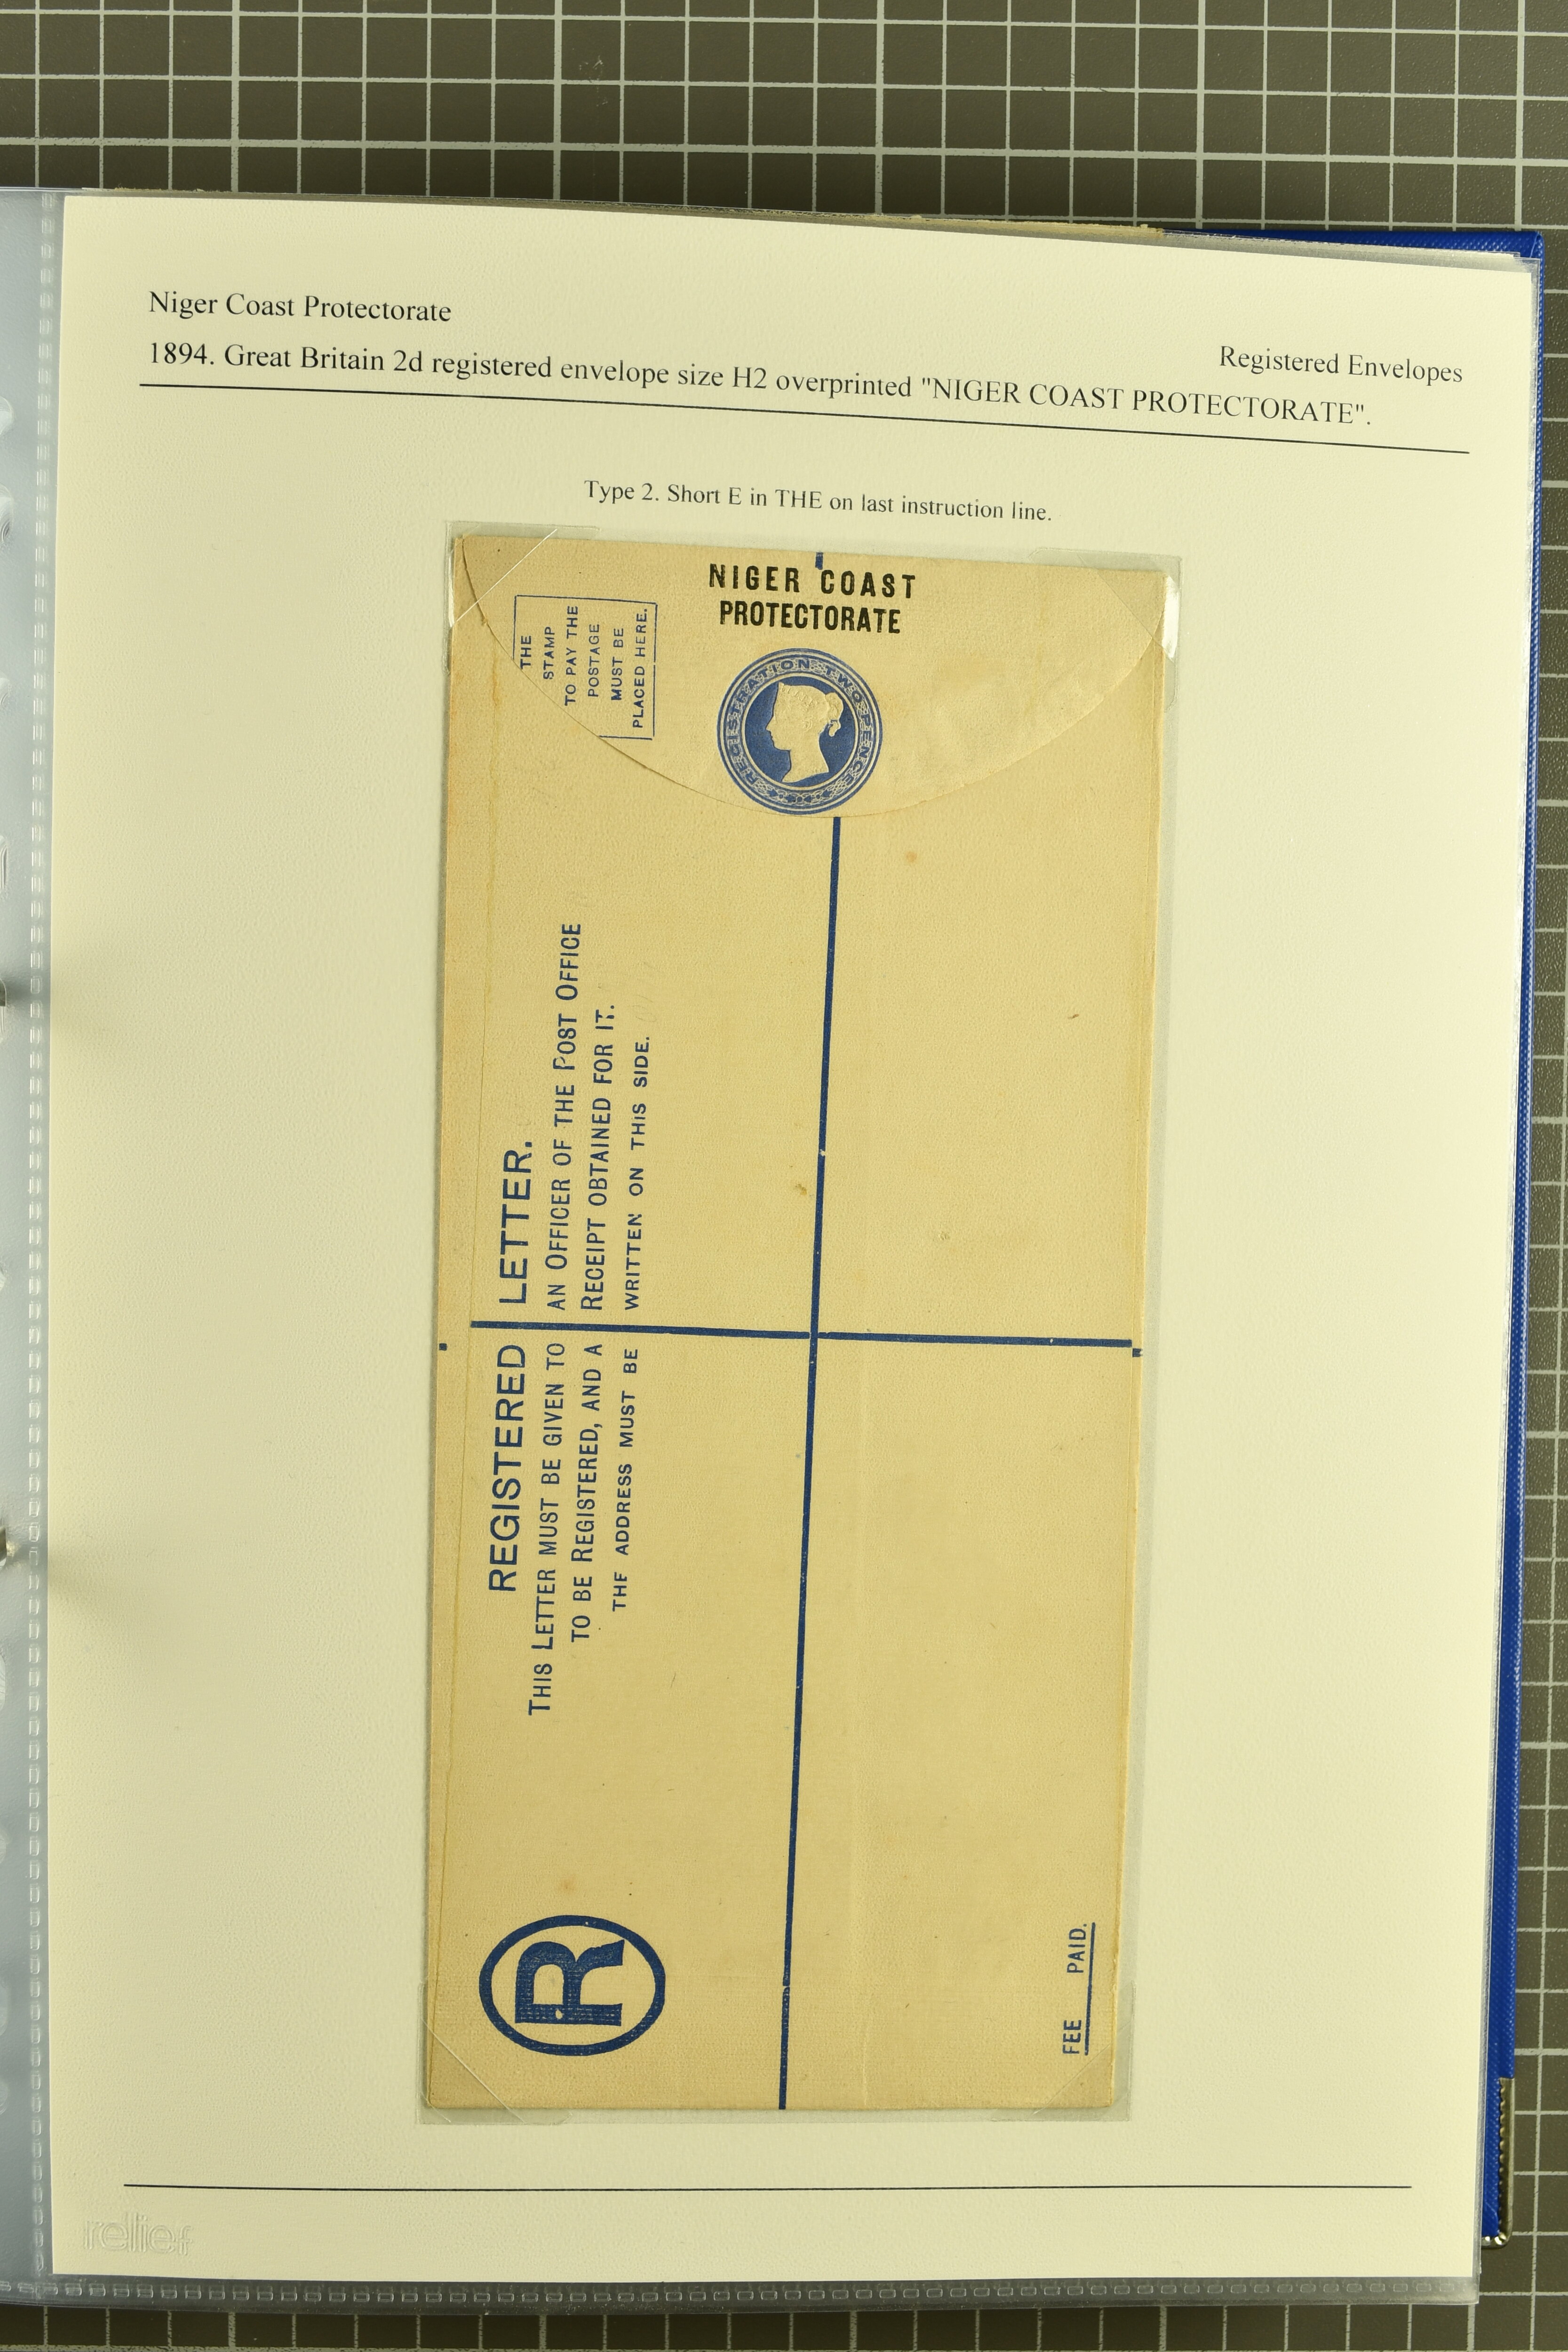 Niger Coast Protectorate
Registered Envelopes
1894. Great Britain 2d registered envelope size H2 overprinted "NIGER COAST PROTECTORATE".
Type 2. Short E in THE on last instruction line.
NIGER COAST
PROTECTORATE
THE
STAMP
TO PAY THE
POSTAGE
MUST BE
PLACED HERE.
REGISTRATION TWO PENCE
REGISTERED LETTER.
THIS LETTER MUST BE GIVEN TO AN OFFICER OF THE POST OFFICE
TO BE REGISTERED, AND A RECEIPT OBTAINED FOR IT.
THE ADDRESS MUST BE WRITTEN ON THIS SIDE.
R
FEE PAID.
relief